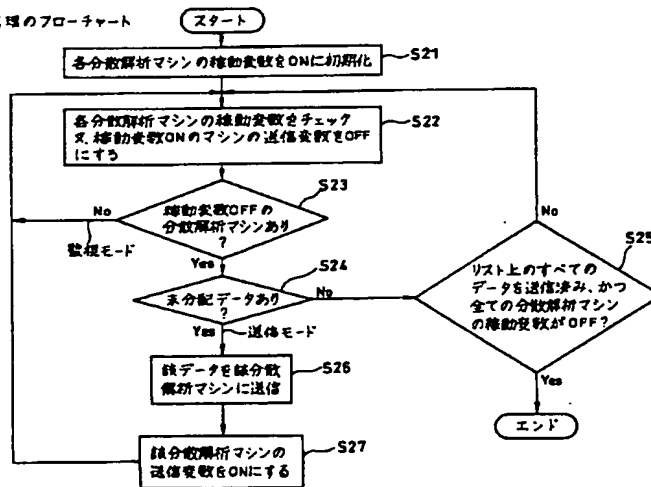 理のフローチャート
スタート
各分散解析マシンの稼動変数をONに初期化
S21
各分散解析マシンの稼動変数をチェック
又、稼動変数ONのマシンの送信変数をOFF
にする
S22
S23
稼動変数OFFの
分散解析マシンあり
?
No
監視モード
Yes
S24
未分配データあり
?
No
Yes
送信モード
S25
リスト上のすべての
データを送信済み、かつ
全ての分散解析マシン
の稼動変数がOFF?
No
Yes
エンド
S26
該データを該分散
解析マシンに送信
S27
該分散解析マシンの
送信変数をONにする